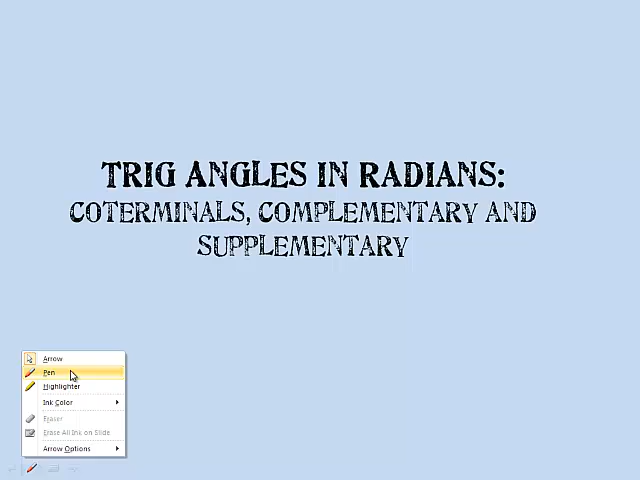 TRIG ANGLES IN RADIANS:
COTERMINALS, COMPLEMENTARY AND
SUPPLEMENTARY
Arrow
Pen
Highlighter
Ink Color
Eraser
Erase All Ink on Slide
Arrow Options